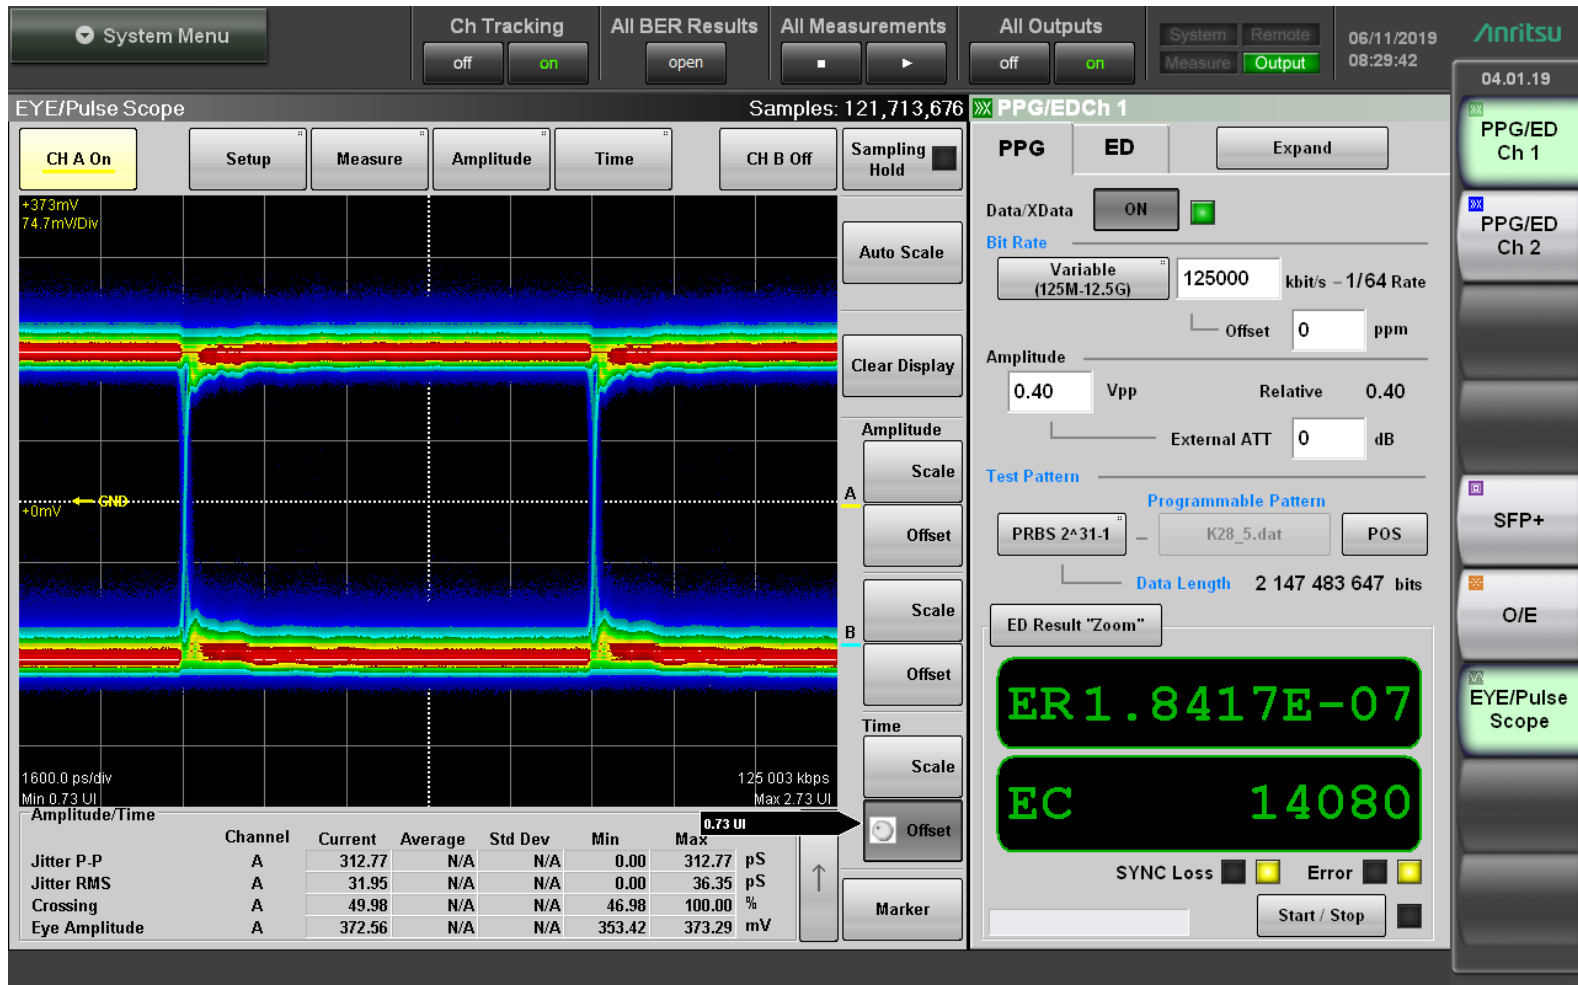 System Menu
Ch Tracking
off
on
All BER Results
open
All Measurements
All Outputs
off
on
System
Remote
Measure
Output
06/11/2019
08:29:42
Anritsu
04.01.19
EYE/Pulse Scope
Samples: 121,713,676
CH A On
Setup
Measure
Amplitude
Time
CH B Off
Sampling
Hold
+373mV
74.7mV/Div
GND
+0mV
1600.0 ps/div
125 003 kbps
Min 0.73 UI
Max 2.73 UI
Auto Scale
Clear Display
Amplitude
Scale
A
Offset
Scale
B
Offset
Time
Scale
0.73 UI
Offset
Marker
Amplitude/Time
Channel Current Average Std Dev Min Max
Jitter P-P A 312.77 N/A N/A 0.00 312.77 pS
Jitter RMS A 31.95 N/A N/A 0.00 36.35 pS
Crossing A 49.98 N/A N/A 46.98 100.00 %
Eye Amplitude A 372.56 N/A N/A 353.42 373.29 mV
PPG/EDCh 1
PPG
ED
Expand
Data/XData ON
Bit Rate
Variable
(125M-12.5G)
125000 kbit/s – 1/64 Rate
Offset 0 ppm
Amplitude
0.40 Vpp Relative 0.40
External ATT 0 dB
Test Pattern
Programmable Pattern
PRBS 2^31-1 – K28_5.dat POS
Data Length 2 147 483 647 bits
ED Result "Zoom"
ER 1.8417E-07
EC 14080
SYNC Loss
Error
Start / Stop
PPG/ED
Ch 1
PPG/ED
Ch 2
SFP+
O/E
EYE/Pulse
Scope